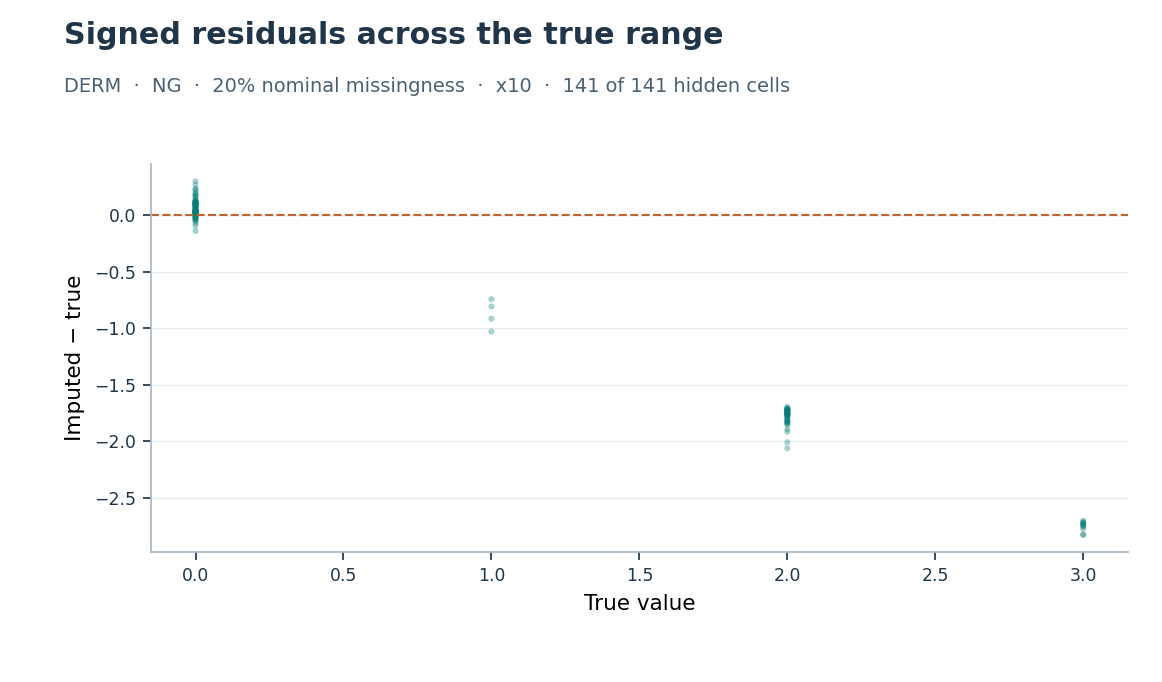 Signed residuals across the true range
DERM · NG · 20% nominal missingness · x10 · 141 of 141 hidden cells
Imputed − true
0.0
−0.5
−1.0
−1.5
−2.0
−2.5
0.0 0.5 1.0 1.5 2.0 2.5 3.0
True value